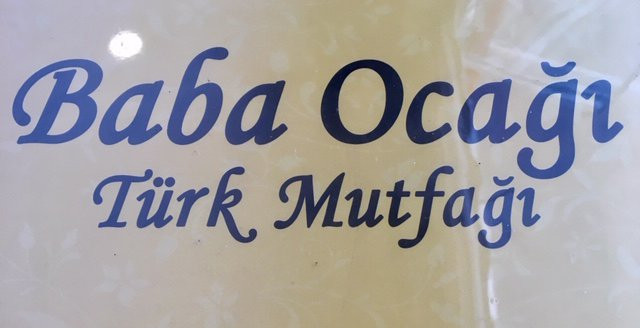 Baba Ocağı
Türk Mutfağı